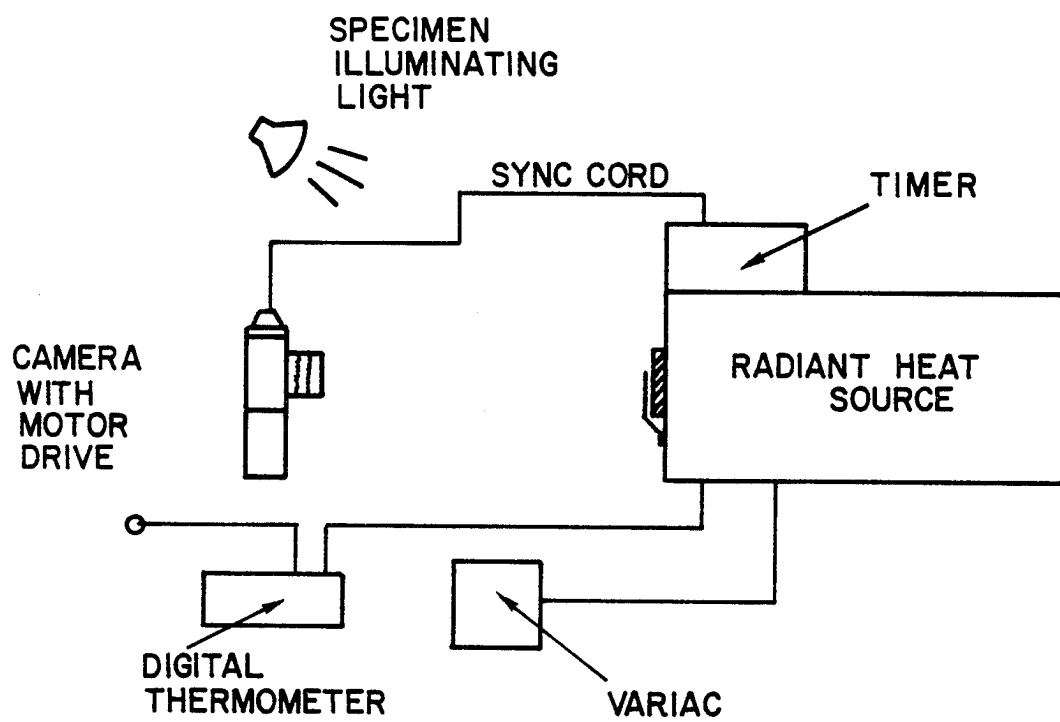 SPECIMEN
ILLUMINATING
LIGHT
SYNC CORD
TIMER
CAMERA
WITH
MOTOR
DRIVE
RADIANT HEAT
SOURCE
DIGITAL
THERMOMETER
VARIAC